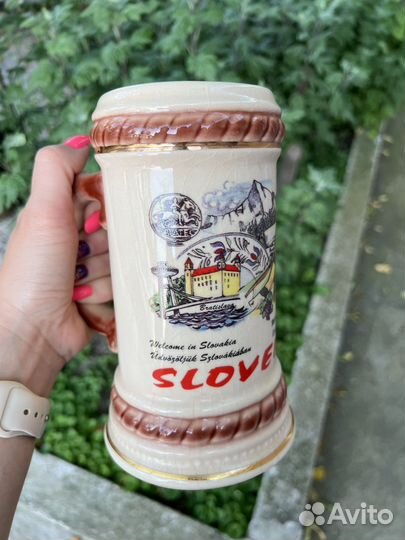 Bratislava
Welcome in Slovakia
Üdvözöljük Szlovákiában
SLOVE
Avito